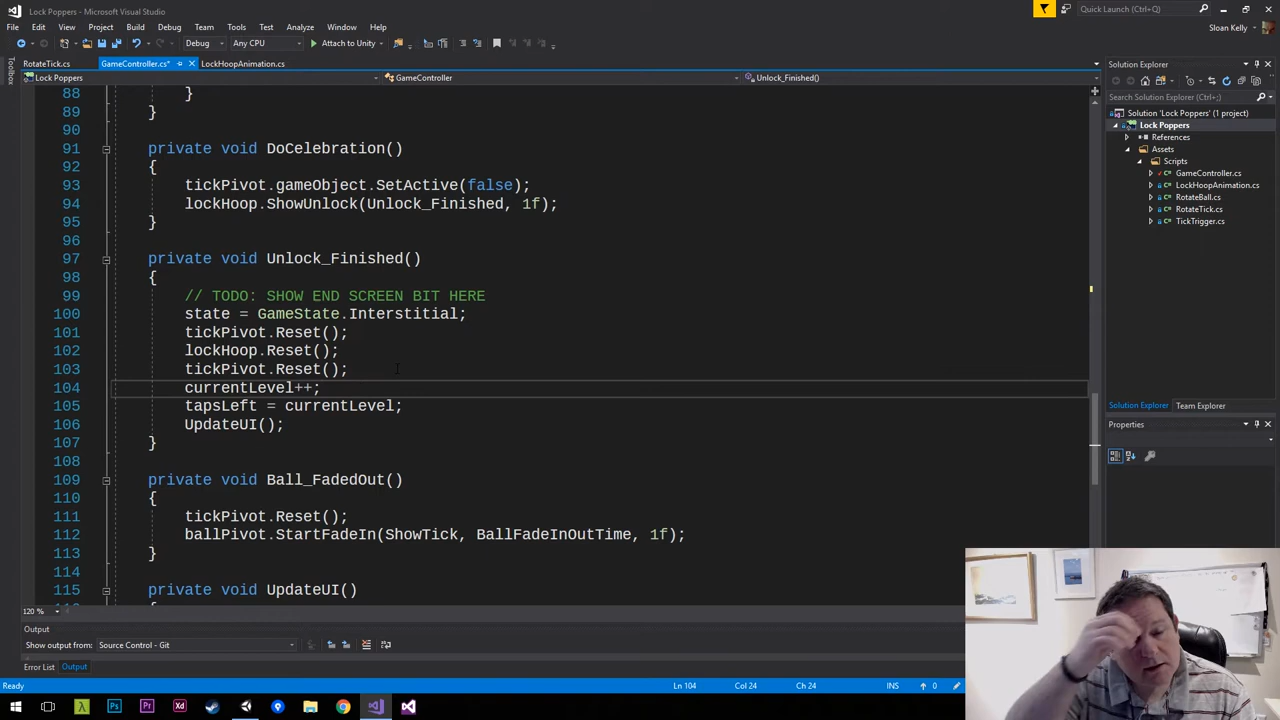 Lock Poppers - Microsoft Visual Studio
Quick Launch (Ctrl+;)
File Edit View Project Build Debug Team Tools Test Analyze Window Help
Sloan Kelly
Debug Any CPU Attach to Unity
RotateTick.cs GameController.cs* LockHoopAnimation.cs
Toolbox
Lock Poppers GameController Unlock_Finished()
88 }
89 }
90
91 private void DoCelebration()
92 {
93 tickPivot.gameObject.SetActive(false);
94 lockHoop.ShowUnlock(Unlock_Finished, 1f);
95 }
96
97 private void Unlock_Finished()
98 {
99 // TODO: SHOW END SCREEN BIT HERE
100 state = GameState.Interstitial;
101 tickPivot.Reset();
102 lockHoop.Reset();
103 tickPivot.Reset();
104 currentLevel++;
105 tapsLeft = currentLevel;
106 UpdateUI();
107 }
108
109 private void Ball_FadedOut()
110 {
111 tickPivot.Reset();
112 ballPivot.StartFadeIn(ShowTick, BallFadeInOutTime, 1f);
113 }
114
115 private void UpdateUI()
120 %
Output
Show output from: Source Control - Git
Error List Output
Ready Ln 104 Col 24 Ch 24 INS 0
Solution Explorer
Search Solution Explorer (Ctrl+;)
Solution 'Lock Poppers' (1 project)
Lock Poppers
References
Assets
Scripts
GameController.cs
LockHoopAnimation.cs
RotateBall.cs
RotateTick.cs
TickTrigger.cs
Solution Explorer Team Explorer
Properties